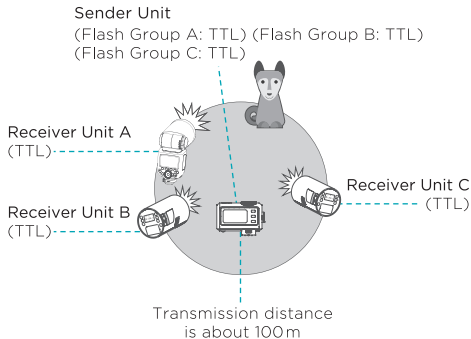 Sender Unit
(Flash Group A: TTL) (Flash Group B: TTL)
(Flash Group C: TTL)
Receiver Unit A
(TTL)
Receiver Unit B
(TTL)
Receiver Unit C
(TTL)
Transmission distance
is about 100m